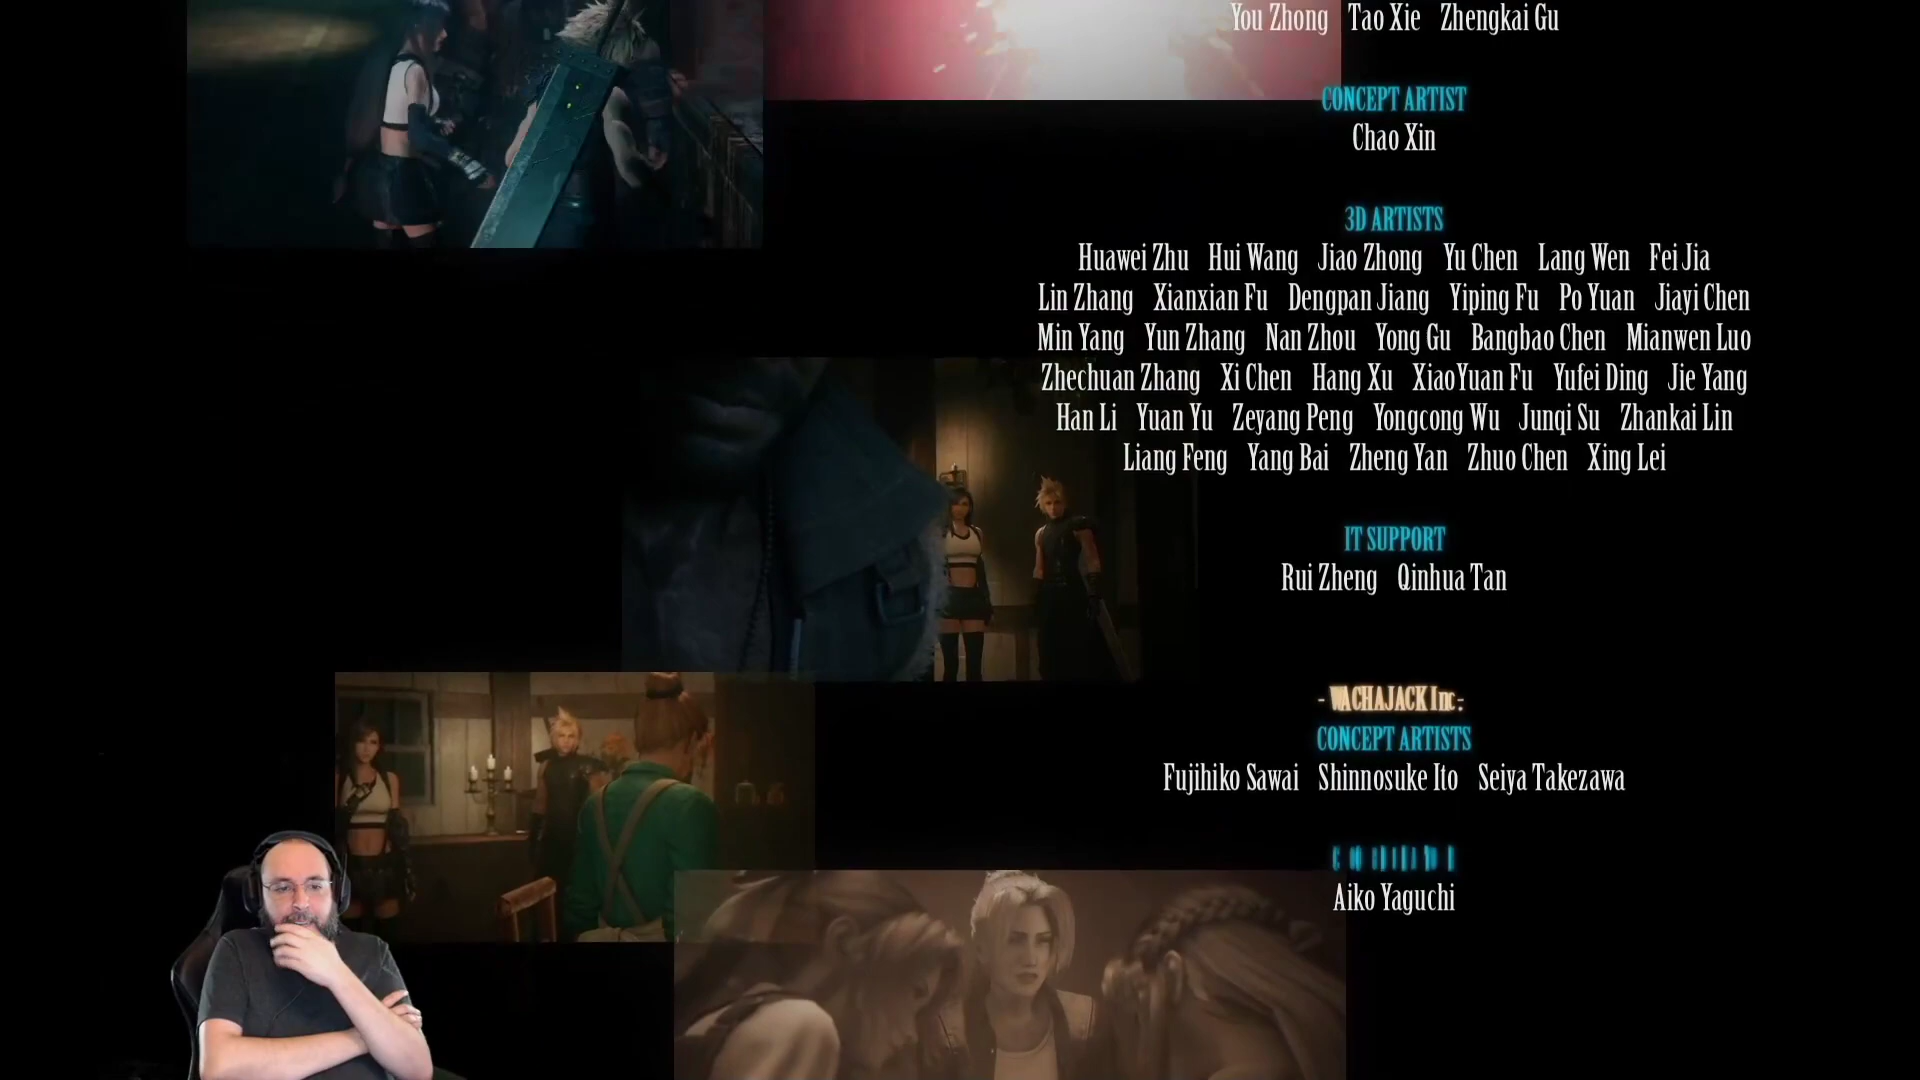 You Zhong Tao Xie Zhengkai Gu
CONCEPT ARTIST
Chao Xin
3D ARTISTS
Huawei Zhu Hui Wang Jiao Zhong Yu Chen Lang Wen Fei Jia
Lin Zhang Xianxian Fu Dengpan Jiang Yiping Fu Po Yuan Jiayi Chen
Min Yang Yun Zhang Nan Zhou Yong Gu Bangbao Chen Mianwen Luo
Zhechuan Zhang Xi Chen Hang Xu XiaoYuan Fu Yufei Ding Jie Yang
Han Li Yuan Yu Zeyang Peng Yongcong Wu Junqi Su Zhankai Lin
Liang Feng Yang Bai Zheng Yan Zhuo Chen Xing Lei
IT SUPPORT
Rui Zheng Qinhua Tan
- WACHAJACK Inc. -
CONCEPT ARTISTS
Fujihiko Sawai Shinnosuke Ito Seiya Takezawa
Aiko Yaguchi